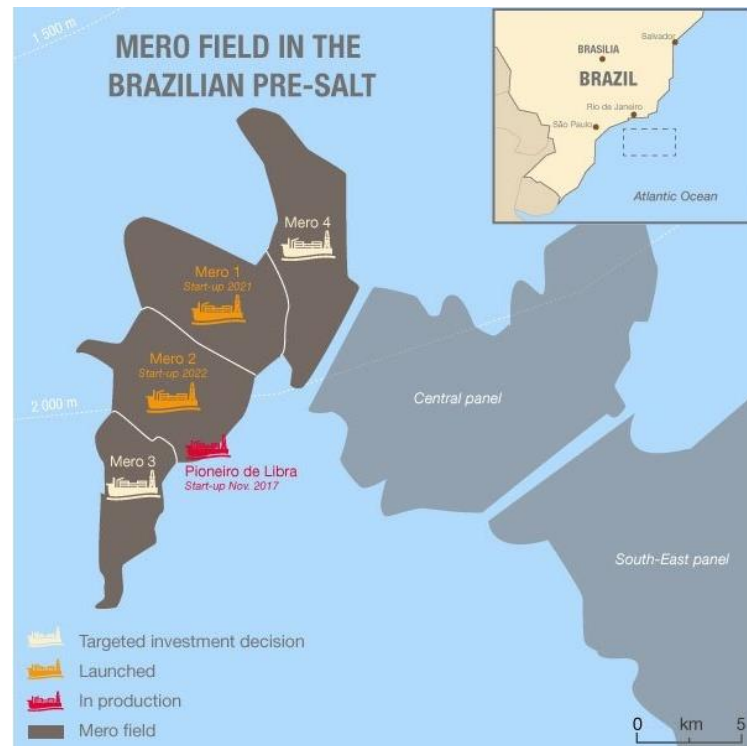 MERO FIELD IN THE
BRAZILIAN PRE-SALT
1 500 m
Salvador
BRASILIA
BRAZIL
Rio de Janeiro
São Paulo
Atlantic Ocean
Mero 4
Mero 1
Start-up 2021
Mero 2
Start-up 2022
2 000 m
Central panel
Mero 3
Pioneiro de Libra
Start-up Nov. 2017
South-East panel
Targeted investment decision
Launched
In production
Mero field
0 km 5